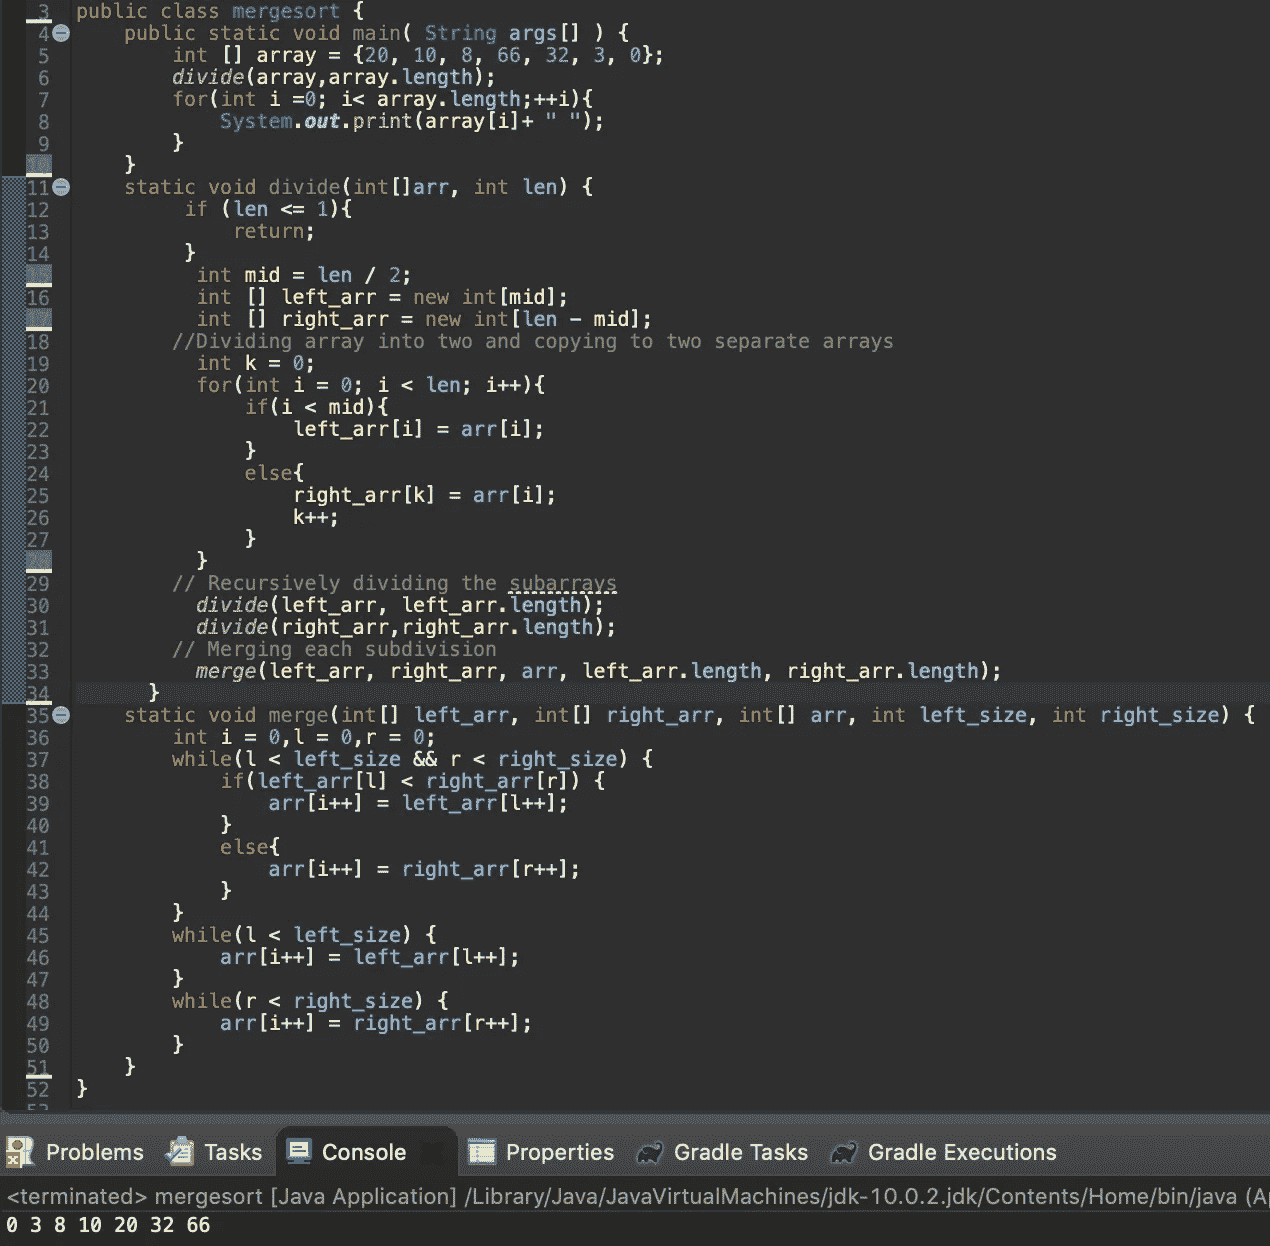 3 public class mergesort {
4 public static void main( String args[] ) {
5 int [] array = {20, 10, 8, 66, 32, 3, 0};
6 divide(array,array.length);
7 for(int i =0; i< array.length;++i){
8 System.out.print(array[i]+ " ");
9 }
10 }
11 static void divide(int[]arr, int len) {
12 if (len <= 1){
13 return;
14 }
15 int mid = len / 2;
16 int [] left_arr = new int[mid];
17 int [] right_arr = new int[len - mid];
18 //Dividing array into two and copying to two separate arrays
19 int k = 0;
20 for(int i = 0; i < len; i++){
21 if(i < mid){
22 left_arr[i] = arr[i];
23 }
24 else{
25 right_arr[k] = arr[i];
26 k++;
27 }
28 }
29 // Recursively dividing the subarrays
30 divide(left_arr, left_arr.length);
31 divide(right_arr,right_arr.length);
32 // Merging each subdivision
33 merge(left_arr, right_arr, arr, left_arr.length, right_arr.length);
34 }
35 static void merge(int[] left_arr, int[] right_arr, int[] arr, int left_size, int right_size) {
36 int i = 0,l = 0,r = 0;
37 while(l < left_size && r < right_size) {
38 if(left_arr[l] < right_arr[r]) {
39 arr[i++] = left_arr[l++];
40 }
41 else{
42 arr[i++] = right_arr[r++];
43 }
44 }
45 while(l < left_size) {
46 arr[i++] = left_arr[l++];
47 }
48 while(r < right_size) {
49 arr[i++] = right_arr[r++];
50 }
51 }
52 }
53
Problems Tasks Console Properties Gradle Tasks Gradle Executions
<terminated> mergesort [Java Application] /Library/Java/JavaVirtualMachines/jdk-10.0.2.jdk/Contents/Home/bin/java (A
0 3 8 10 20 32 66